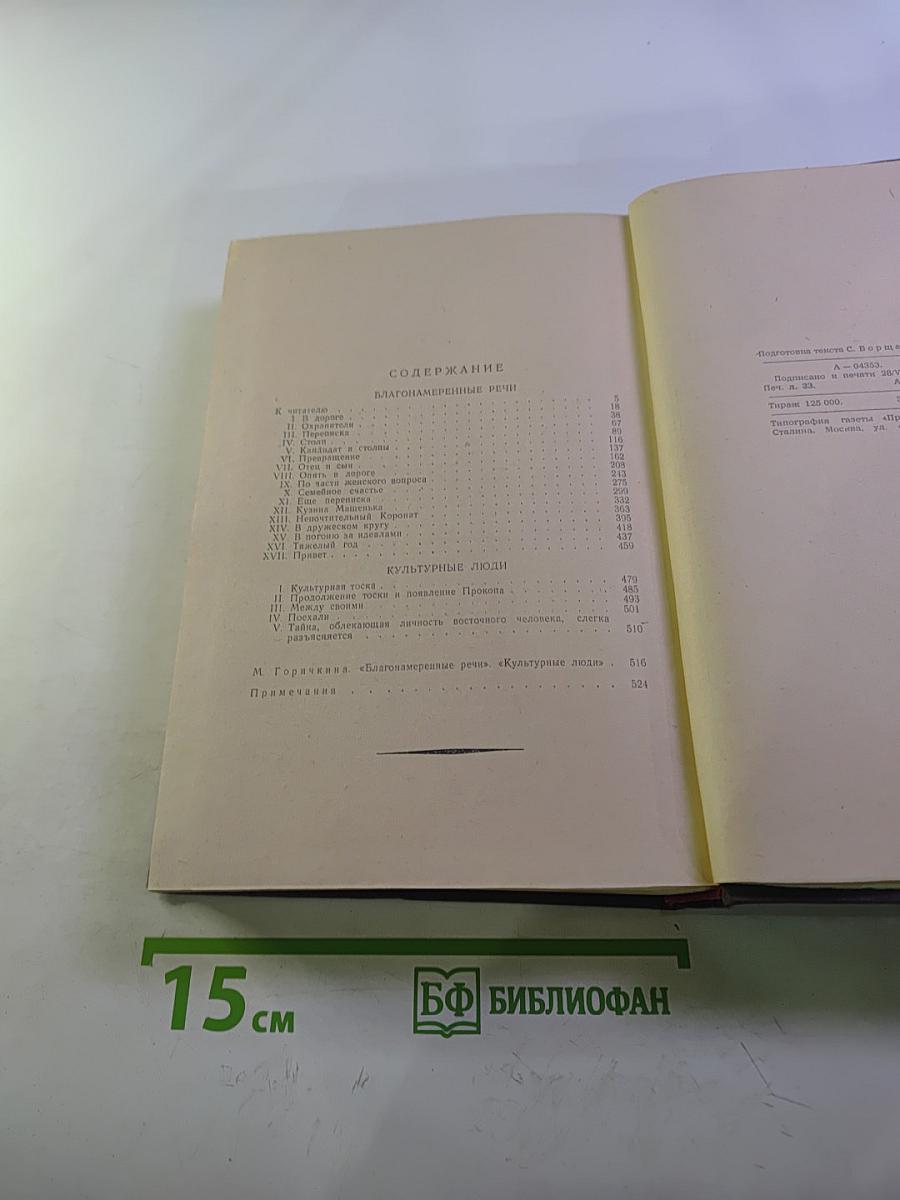 СОДЕРЖАНИЕ
БЛАГОНАМЕРЕННЫЕ РЕЧИ
К читателю 5
I. В дороге 18
II. Охранители 38
III. Переписка 67
IV. Столп 89
V. Кандидат в столпы 116
VI. Превращение 137
VII. Отец и сын 162
VIII. Опять в дороге 208
IX. По части женского вопроса 243
X. Семейное счастье 275
XI. Еще переписка 299
XII. Кузина Машенька 332
XIII. Непочтительный Коронат 363
XIV. В дружеском кругу 395
XV. В погоню за идеалами 418
XVI. Тяжелый год 437
XVII. Привет 459
КУЛЬТУРНЫЕ ЛЮДИ
I. Культурная тоска 479
II. Продолжение тоски и появление Прокопа 485
III. Между своими 493
IV. Поехали 501
V. Тайна, облекающая личность восточного человека, слегка
разъясняется 510
М. Горячкина. «Благонамеренные речи». «Культурные люди» . 516
Примечания 524
Подготовка текста С. Борще
А — 04353.
Подписано к печати 28/V
Печ. л. 33. А
Тираж 125 000.
Типография газеты «Пр
Сталина. Москва, ул.
15 см
БФ БИБЛИОФАН